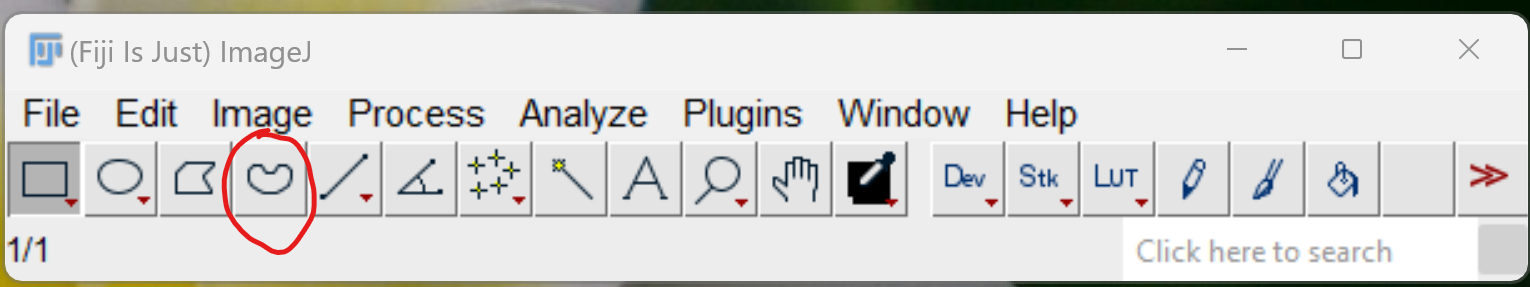 (Fiji Is Just) ImageJ
File Edit Image Process Analyze Plugins Window Help
A Dev Stk LUT >>
1/1 Click here to search